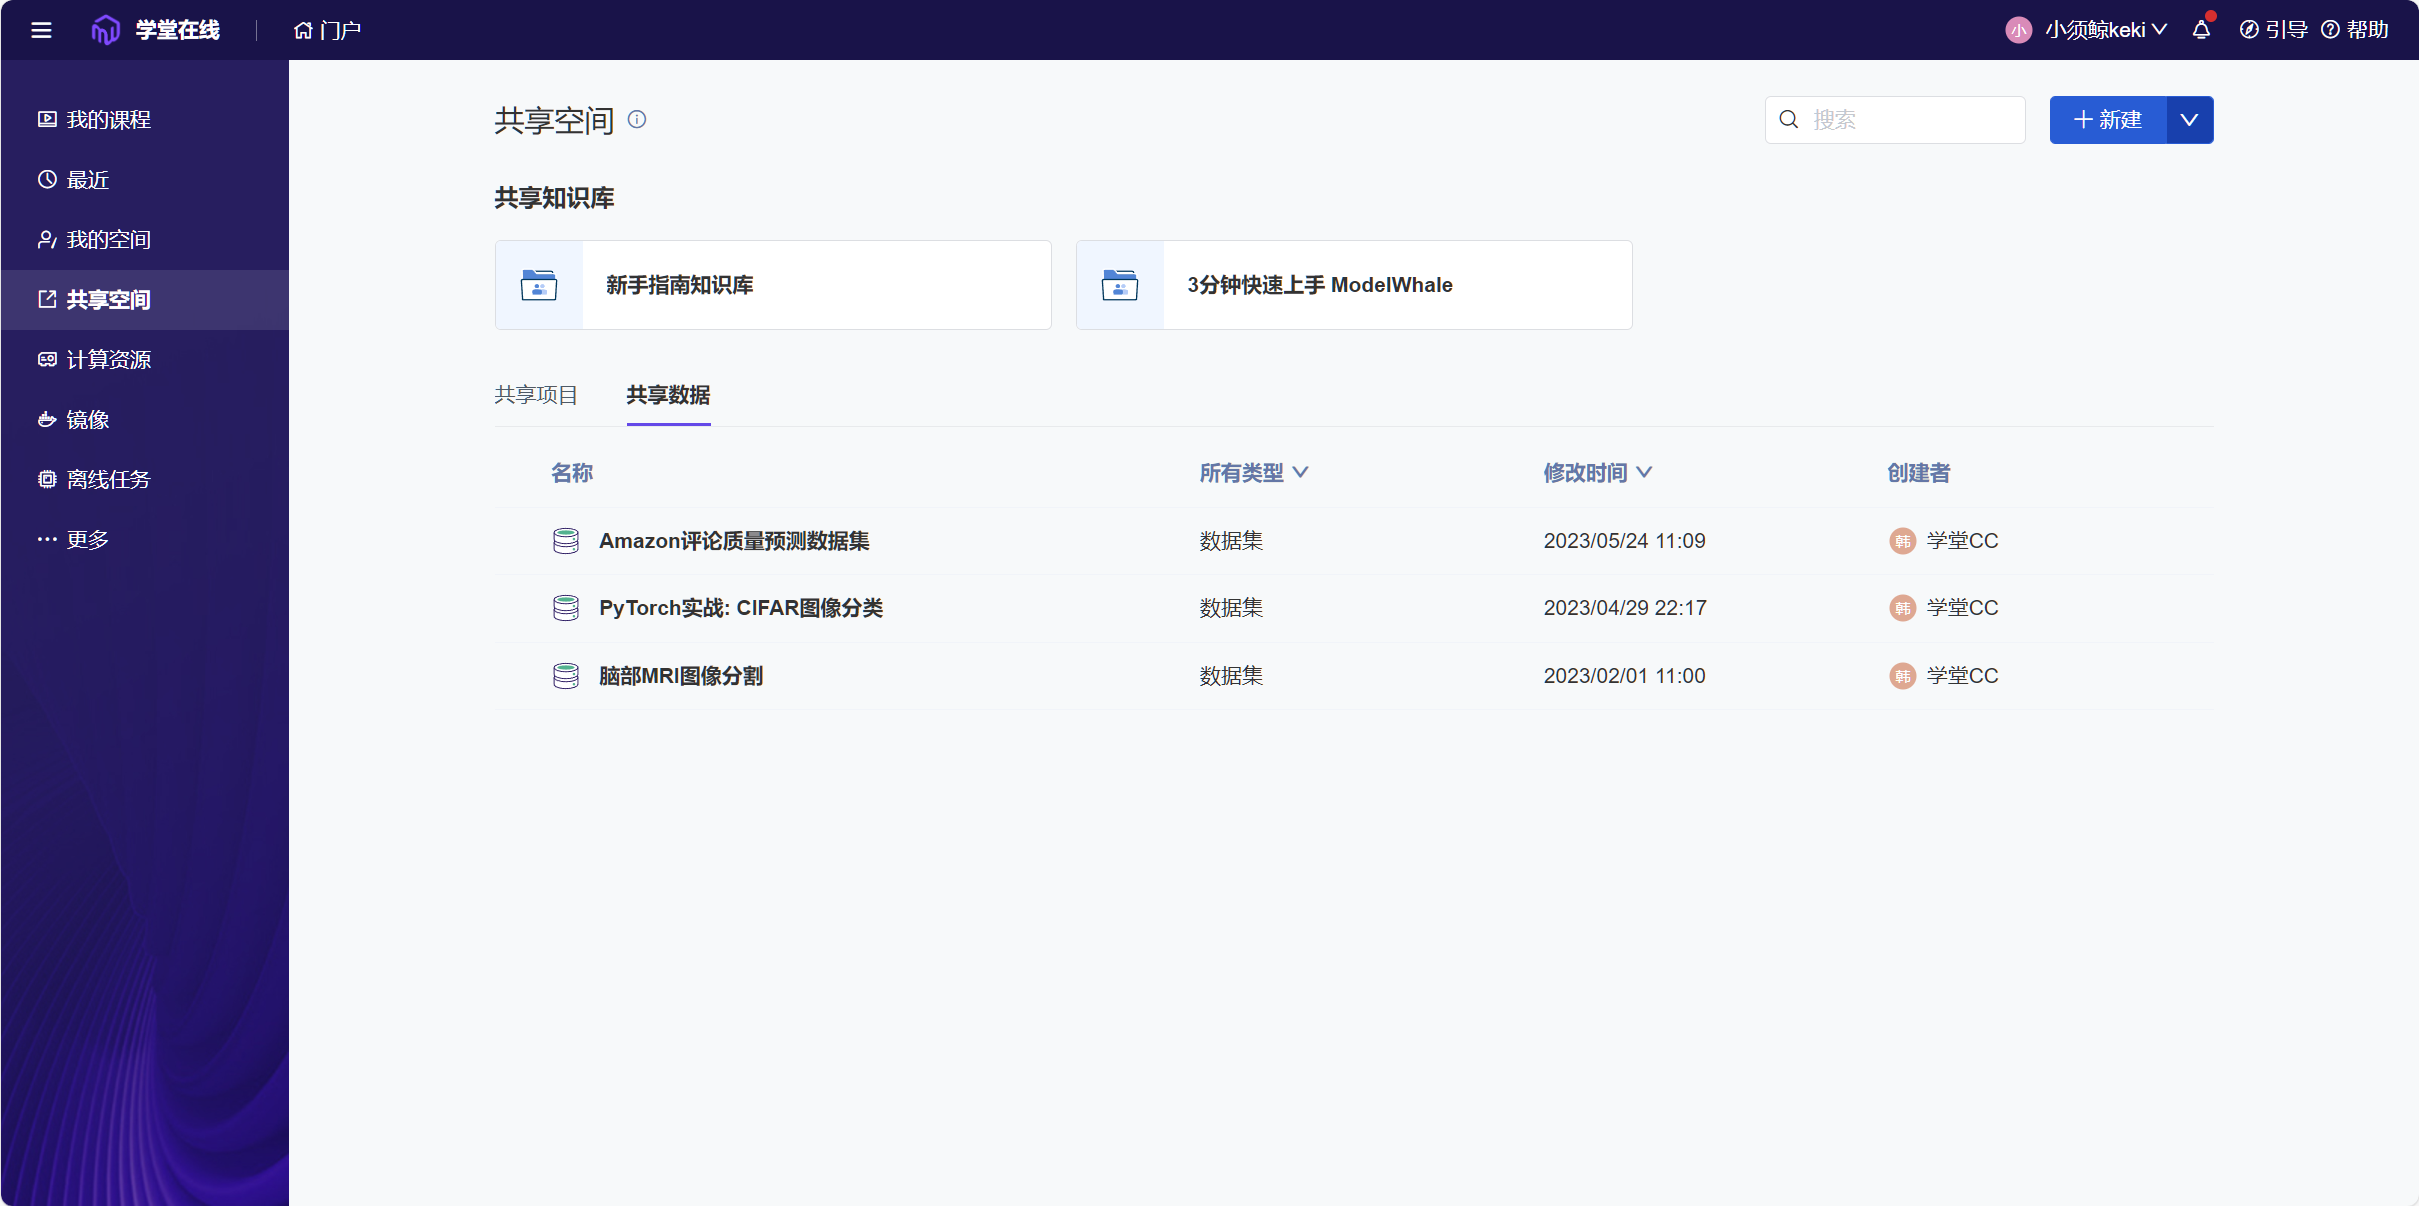 学堂在线
门户
小
小须鲸keki
引导
帮助
我的课程
最近
我的空间
共享空间
计算资源
镜像
离线任务
更多
共享空间
搜索
新建
共享知识库
新手指南知识库
3分钟快速上手 ModelWhale
共享项目
共享数据
名称 所有类型 修改时间 创建者
Amazon评论质量预测数据集 数据集 2023/05/24 11:09 韩 学堂CC
PyTorch实战: CIFAR图像分类 数据集 2023/04/29 22:17 韩 学堂CC
脑部MRI图像分割 数据集 2023/02/01 11:00 韩 学堂CC